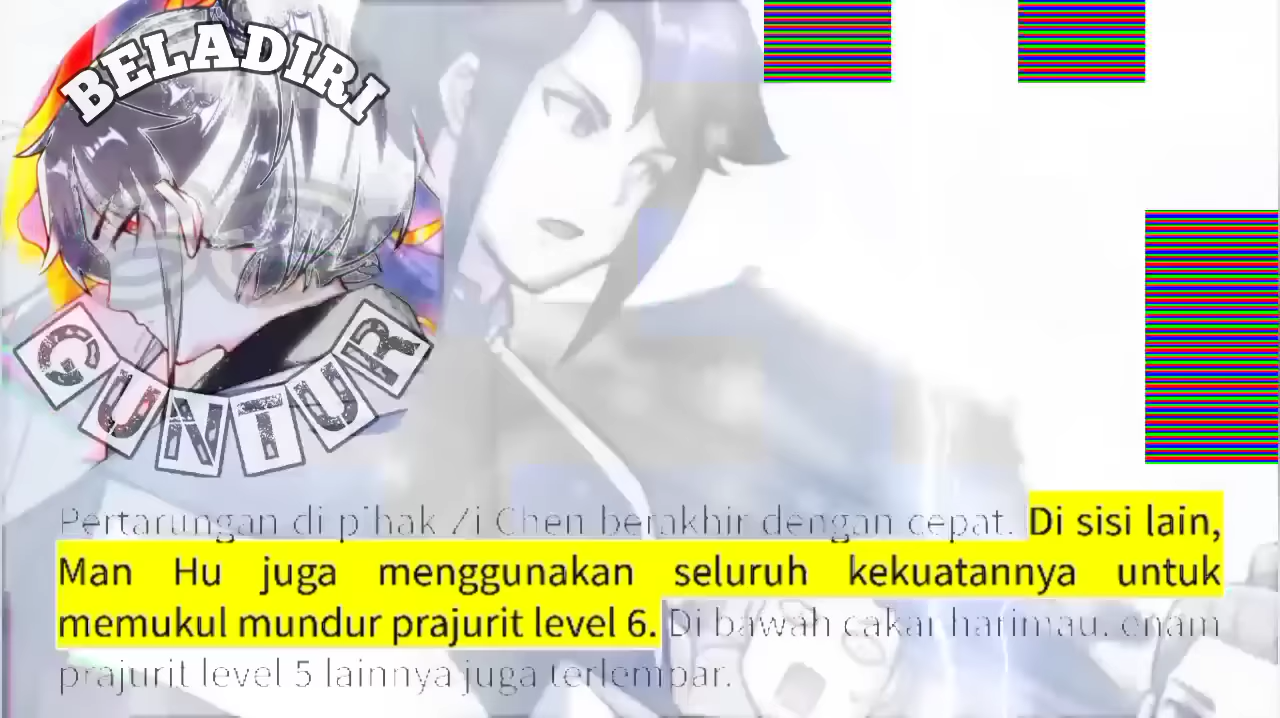 BELADIRI
GUNTUR
Pertarungan di pihak Zi Chen berakhir dengan cepat. Di sisi lain,
Man Hu juga menggunakan seluruh kekuatannya untuk
memukul mundur prajurit level 6. Di bawah cakar harimau, enam
prajurit level 5 lainnya juga terlempar.